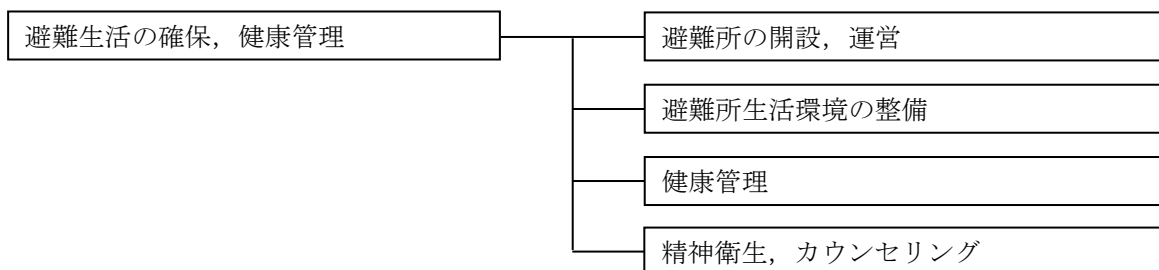 避難生活の確保，健康管理
避難所の開設，運営
避難所生活環境の整備
健康管理
精神衛生，カウンセリング